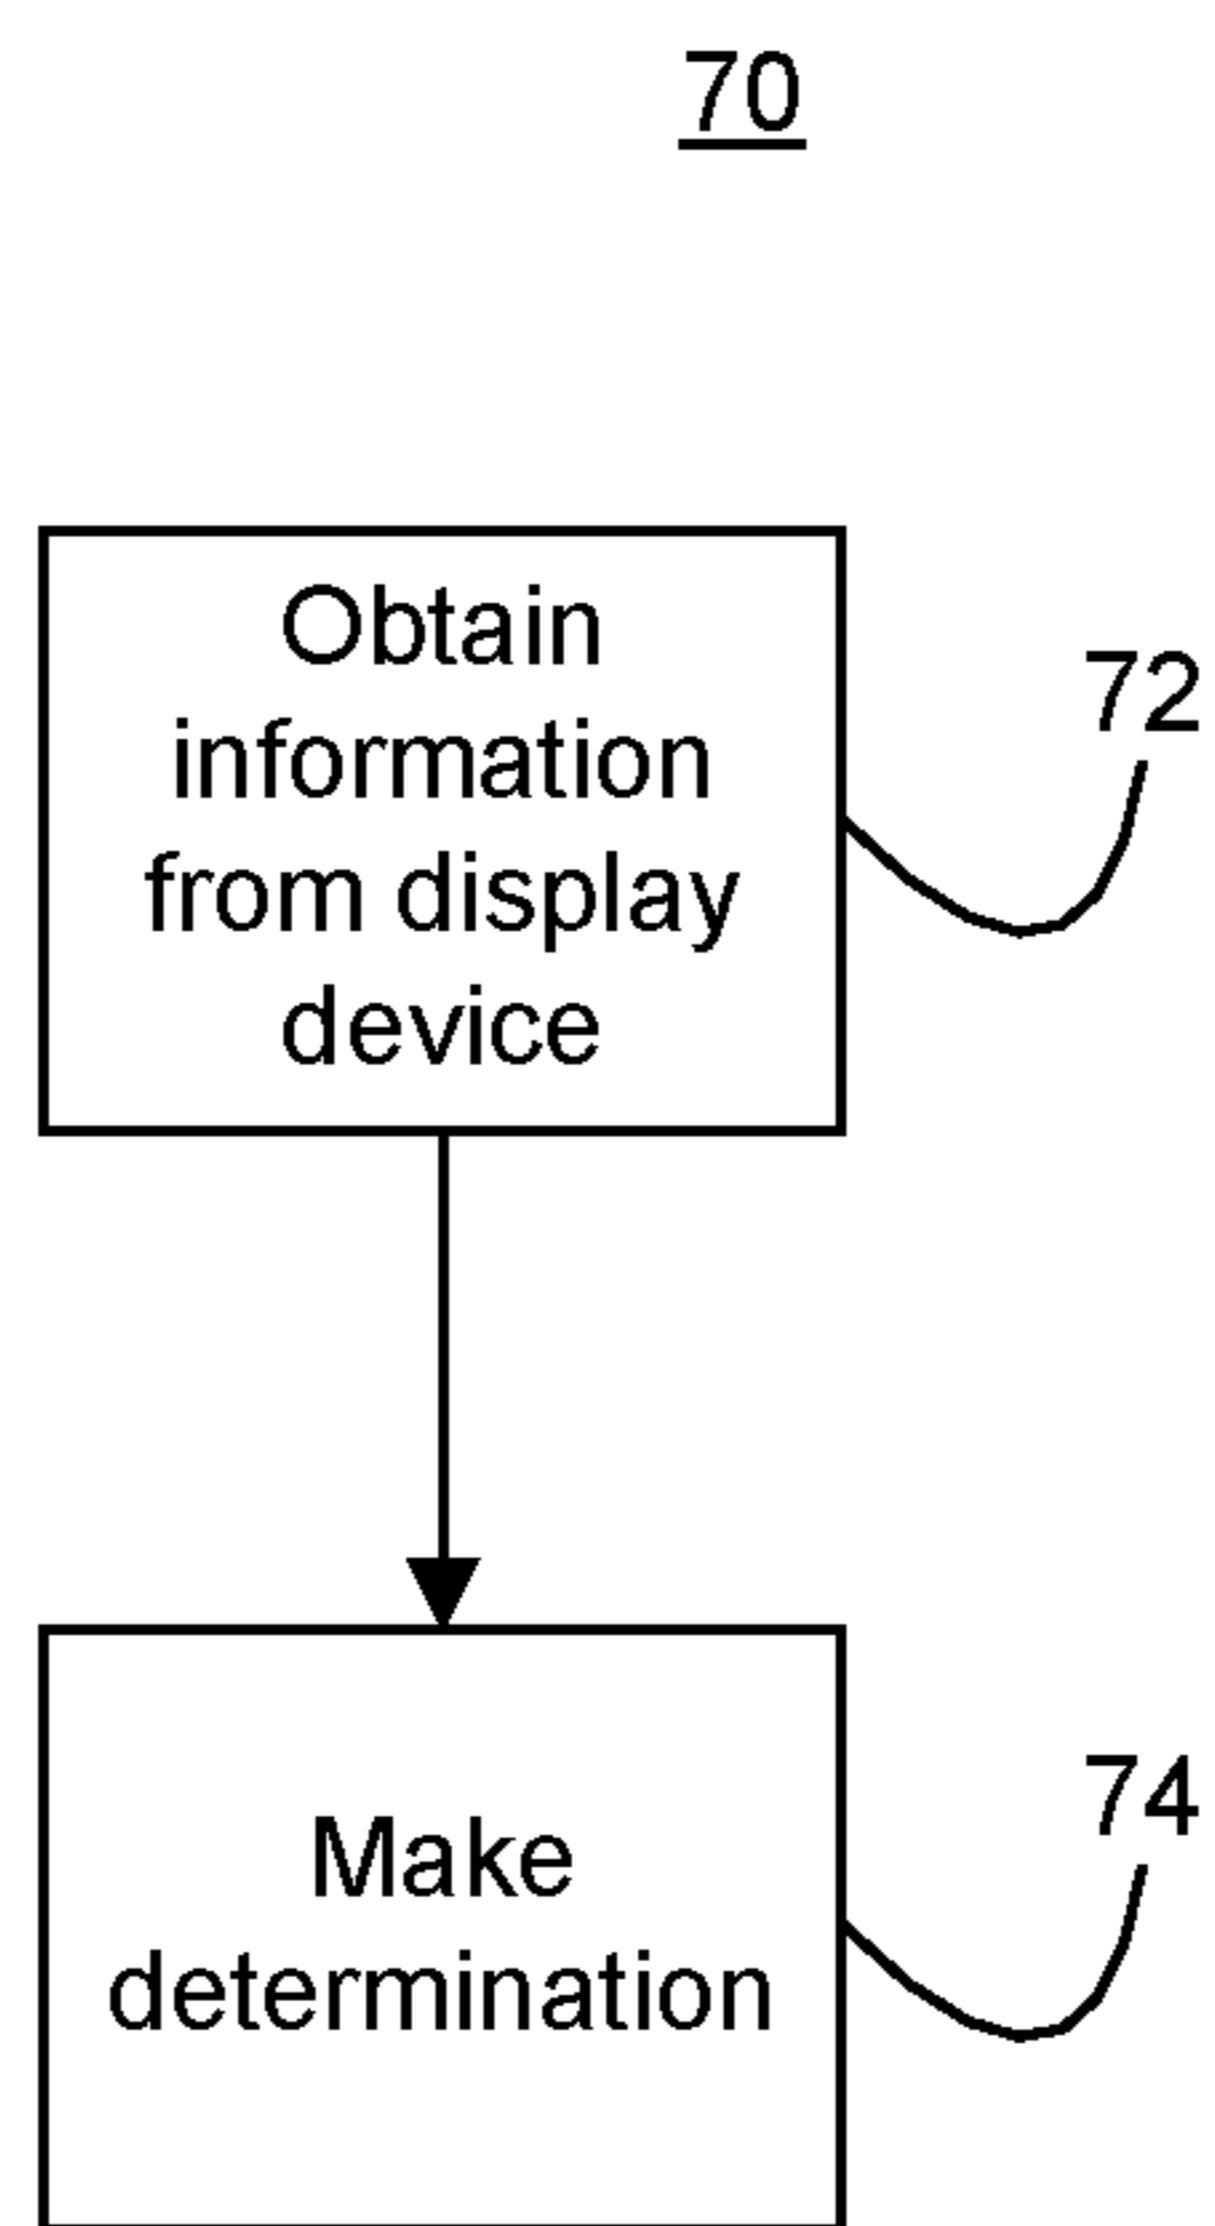 70
Obtain
information
from display
device
72
Make
determination
74